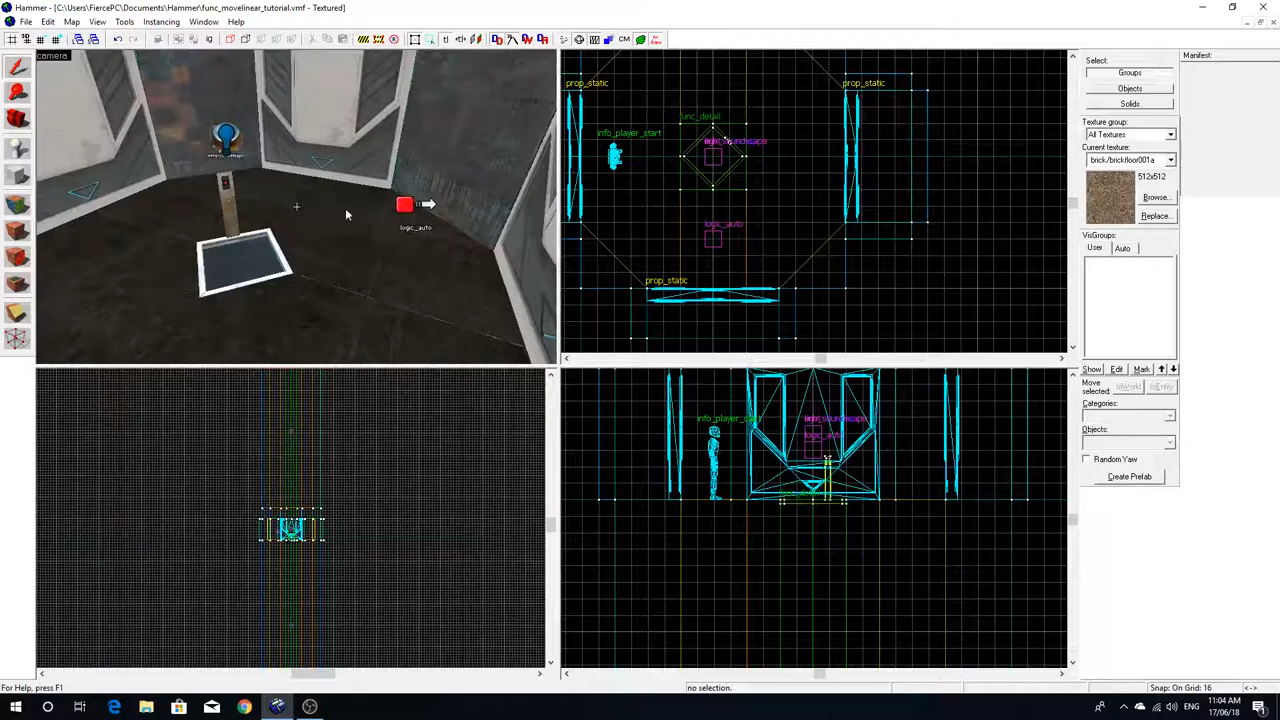 Hammer - [C:\Users\FiercePC\Documents\Hammer\func_movelinear_tutorial.vmf - Textured]
File Edit Map View Tools Instancing Window Help
camera
logic_auto
prop_static
prop_static
func_detail
info_player_start
logic_auto
prop_static
logic_auto
Select:
Groups
Objects
Solids
Texture group:
All Textures
Current texture:
brick/brickfloor001a
512x512
Browse...
Replace...
VisGroups:
User Auto
Show Edit Mark
Move selected: toWorld toEntity
Categories:
Objects:
Random Yaw
Create Prefab
Manifest:
For Help, press F1
no selection.
Snap: On Grid: 16
<->
ENG
11:04 AM
17/06/18